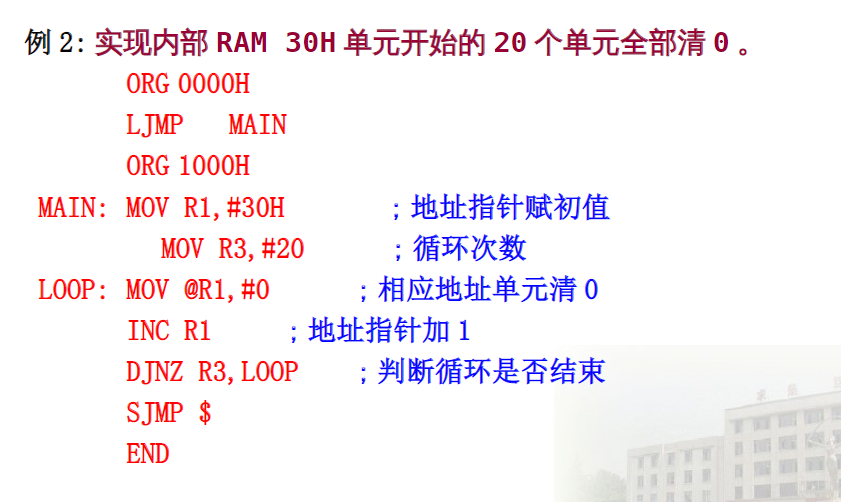 例 2: 实现内部 RAM 30H 单元开始的 20 个单元全部清 0 。
ORG 0000H
LJMP MAIN
ORG 1000H
MAIN: MOV R1,#30H ;地址指针赋初值
MOV R3,#20 ;循环次数
LOOP: MOV @R1,#0 ;相应地址单元清 0
INC R1 ;地址指针加 1
DJNZ R3,LOOP ;判断循环是否结束
SJMP $
END